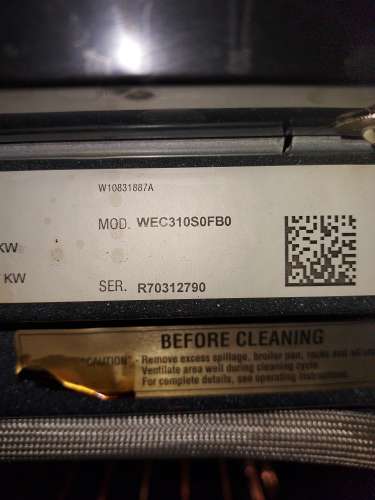 W10831887A
MOD. WEC310S0FB0
KW
KW
SER. R70312790
BEFORE CLEANING
"CAUTION" - Remove excess spillage, broiler pan, racks and
Ventilate area well during cleaning cycle
For complete details, see operating instructions.